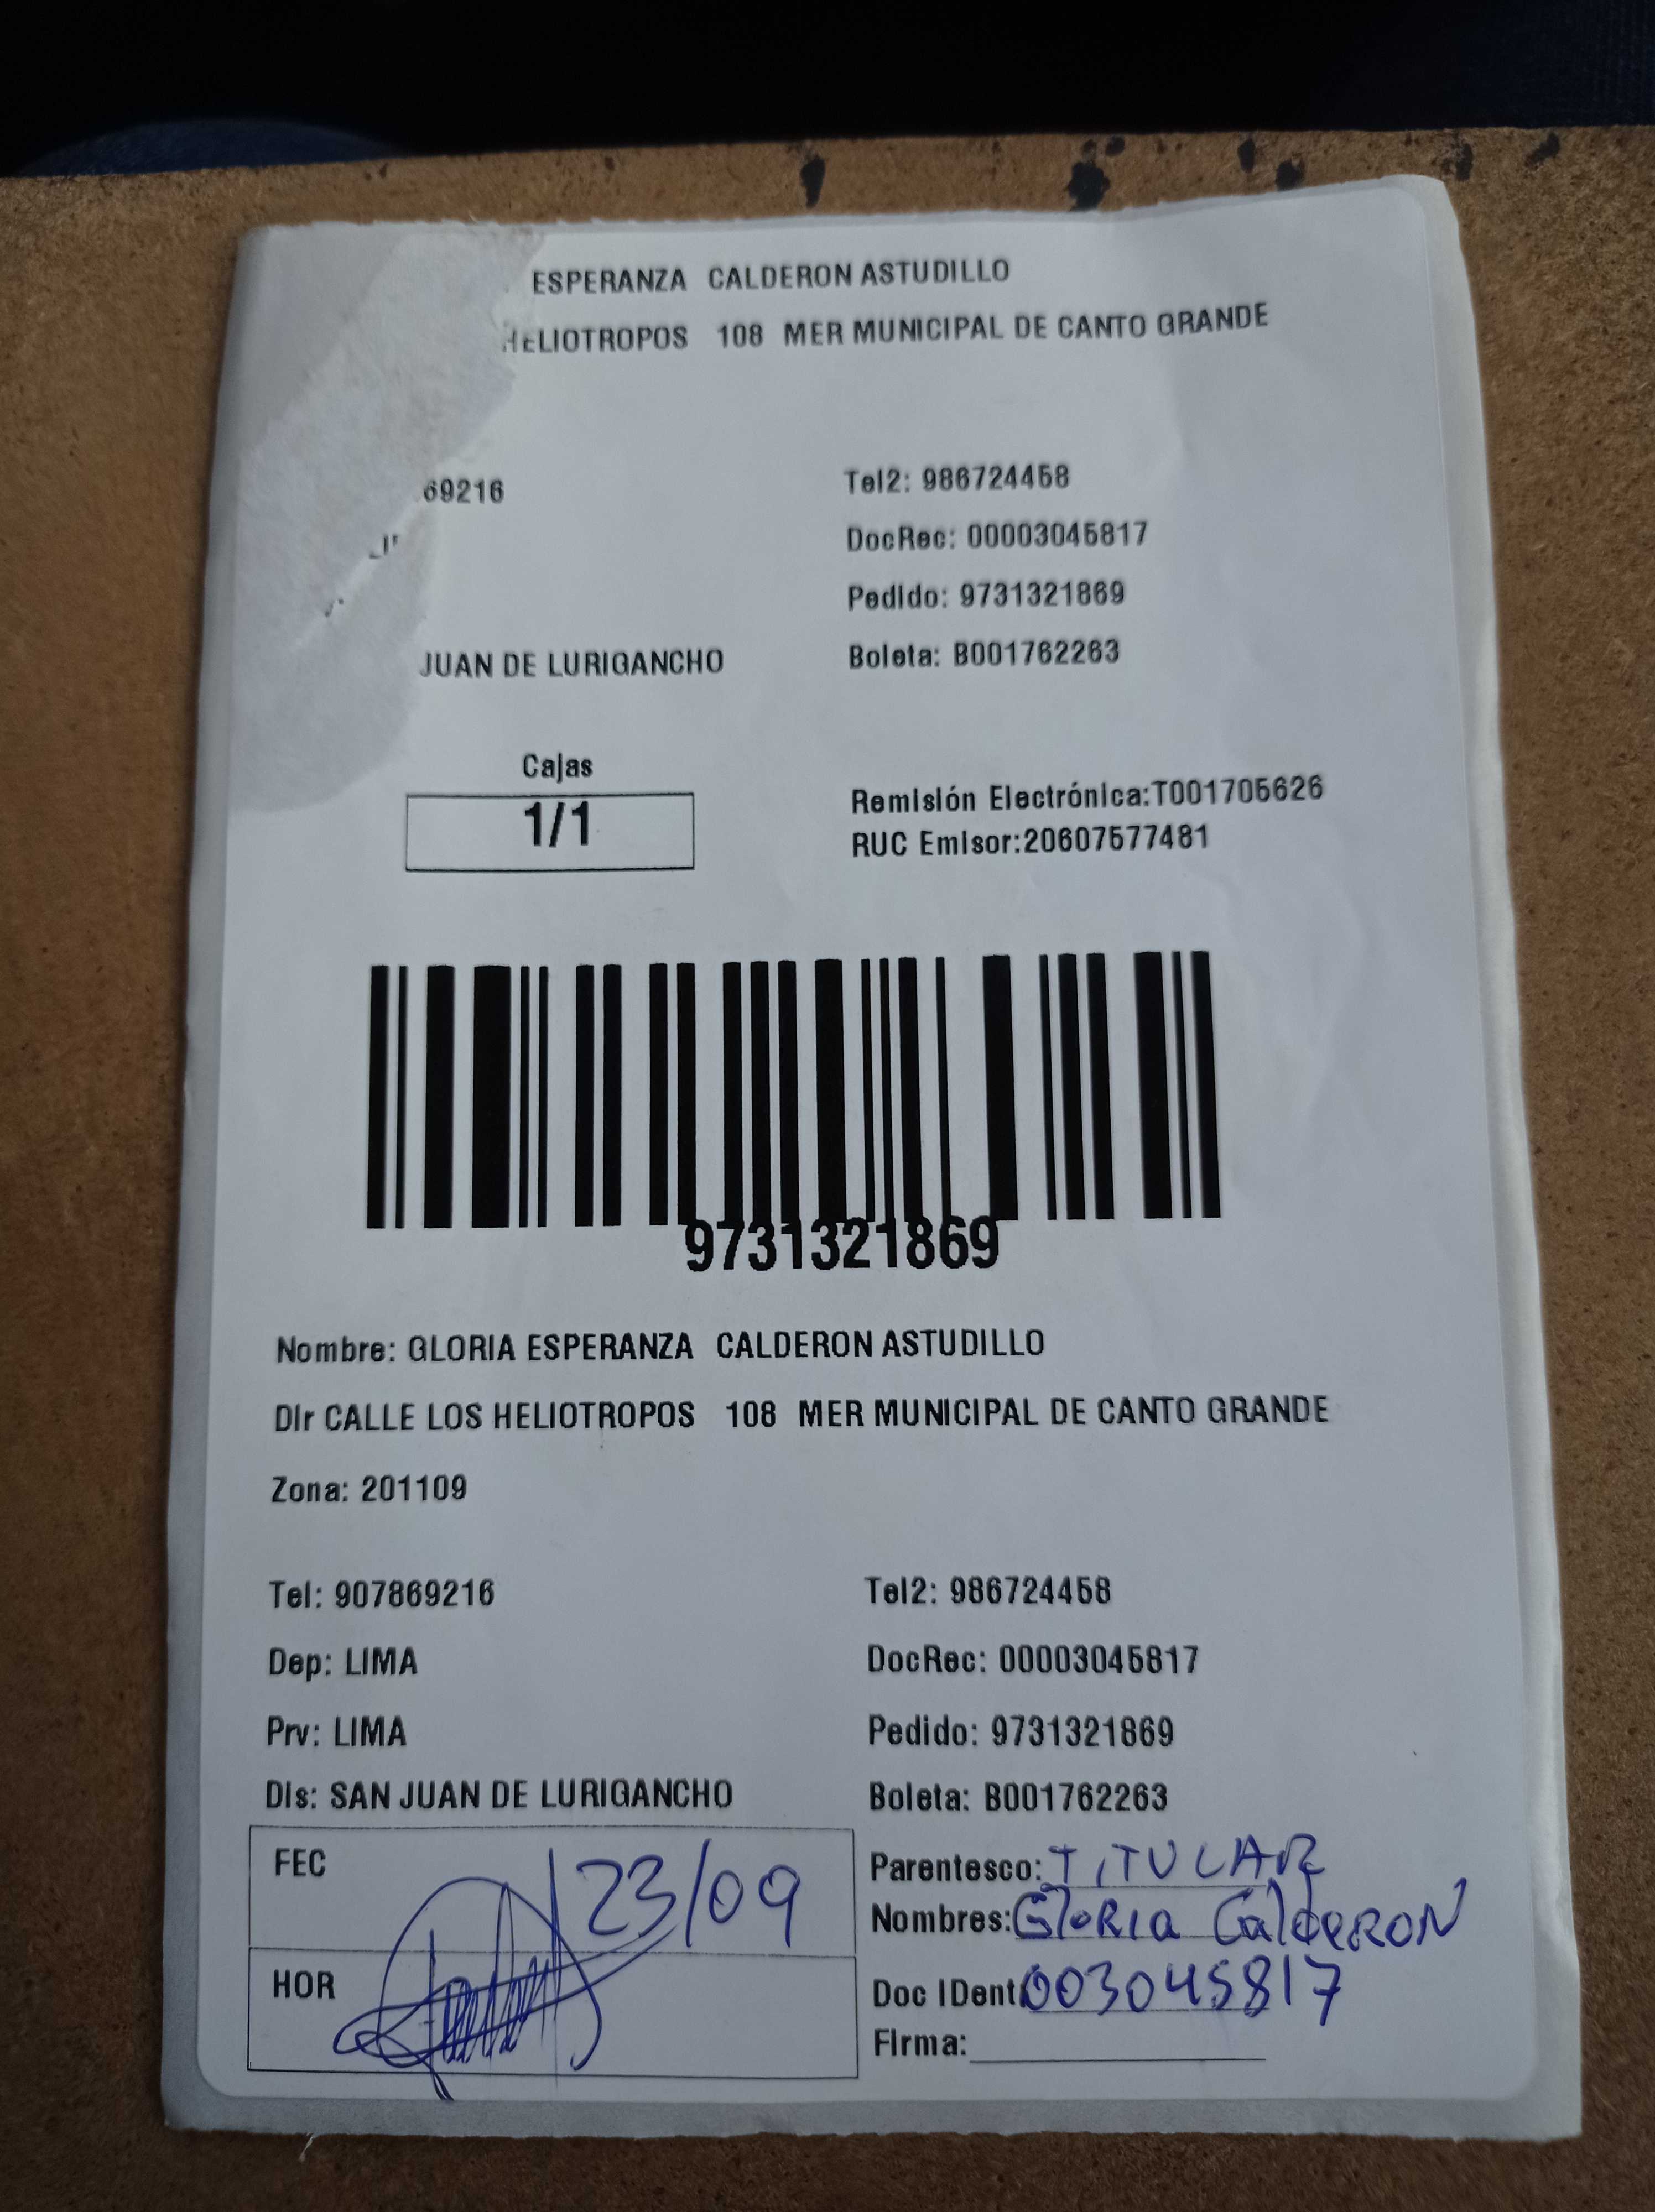 ESPERANZA CALDERON ASTUDILLO
HELIOTROPOS 108 MER MUNICIPAL DE CANTO GRANDE
69216 Tel2: 986724458
DocRec: 00003045817
Pedido: 9731321869
JUAN DE LURIGANCHO Boleta: B001762263
Cajas
1/1
Remisión Electrónica:T001705626
RUC Emisor:20607577481
9731321869
Nombre: GLORIA ESPERANZA CALDERON ASTUDILLO
Dir CALLE LOS HELIOTROPOS 108 MER MUNICIPAL DE CANTO GRANDE
Zona: 201109
Tel: 907869216 Tel2: 986724458
Dep: LIMA DocRec: 00003045817
Prv: LIMA Pedido: 9731321869
Dis: SAN JUAN DE LURIGANCHO Boleta: B001762263
FEC 23/09 Parentesco: TITULAR
Nombres: Gloria Calderon
HOR Doc IDent: 003045817
Firma: